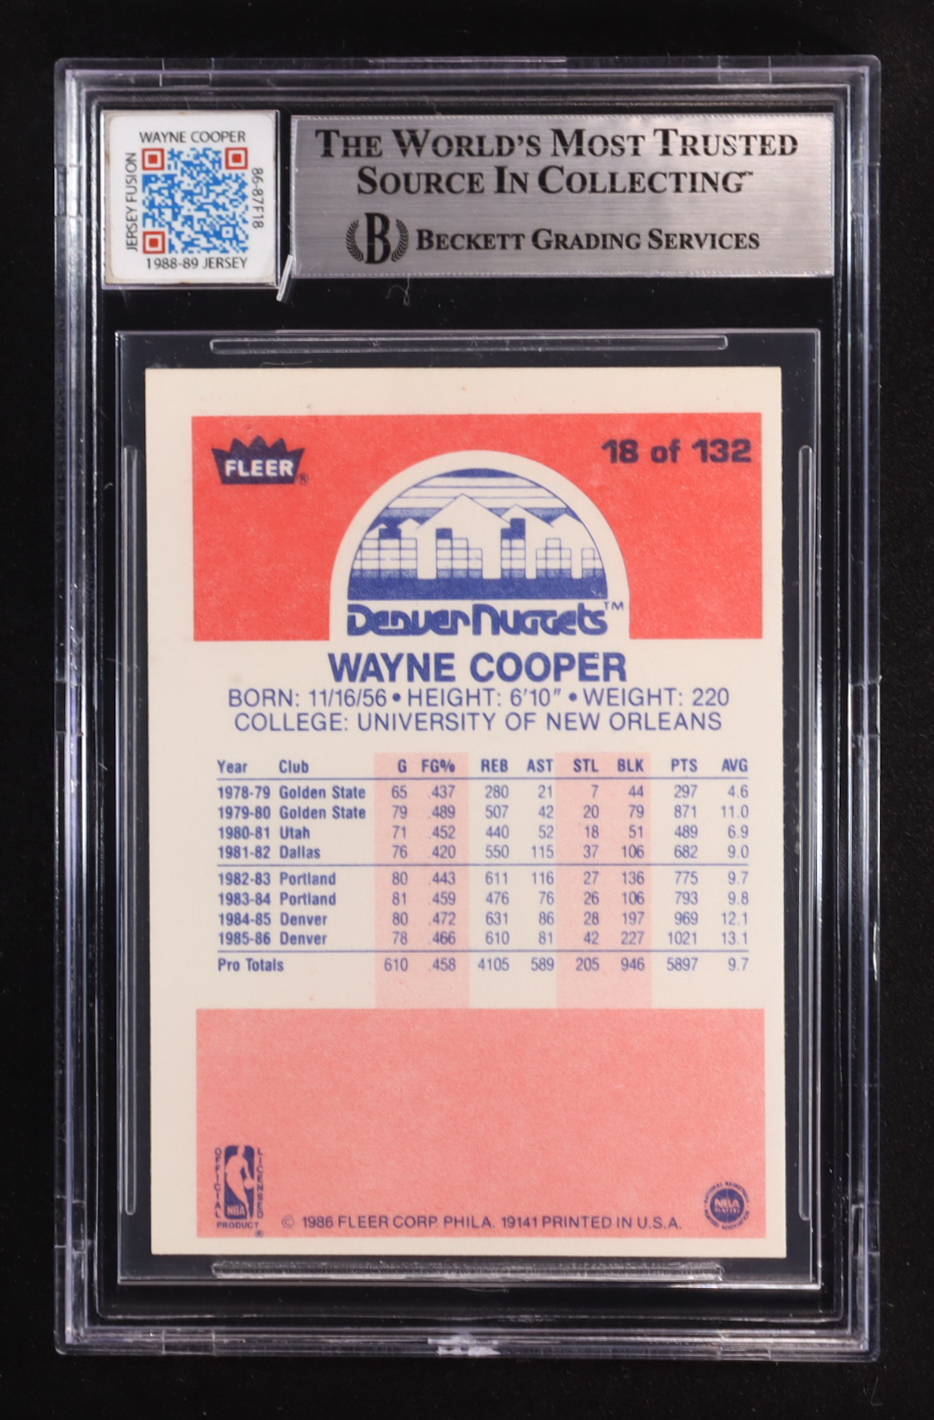 WAYNE COOPER
JERSEY FUSION
86-87F18
1988-89 JERSEY
THE WORLD'S MOST TRUSTED
SOURCE IN COLLECTING™
B BECKETT GRADING SERVICES
FLEER®
18 of 132
DENVER NUGGETS™
WAYNE COOPER
BORN: 11/16/56 • HEIGHT: 6'10" • WEIGHT: 220
COLLEGE: UNIVERSITY OF NEW ORLEANS
Year Club G FG% REB AST STL BLK PTS AVG
1978-79 Golden State 65 .437 280 21 7 44 297 4.6
1979-80 Golden State 79 .489 507 42 20 79 871 11.0
1980-81 Utah 71 .452 440 52 18 51 489 6.9
1981-82 Dallas 76 .420 550 115 37 106 682 9.0
1982-83 Portland 80 .443 611 116 27 136 775 9.7
1983-84 Portland 81 .459 476 76 26 106 793 9.8
1984-85 Denver 80 .472 631 86 28 197 969 12.1
1985-86 Denver 78 .466 610 81 42 227 1021 13.1
Pro Totals 610 .458 4105 589 205 946 5897 9.7
OFFICIAL
LICENSED
NBA
PRODUCT
®
© 1986 FLEER CORP. PHILA. 19141 PRINTED IN U.S.A.